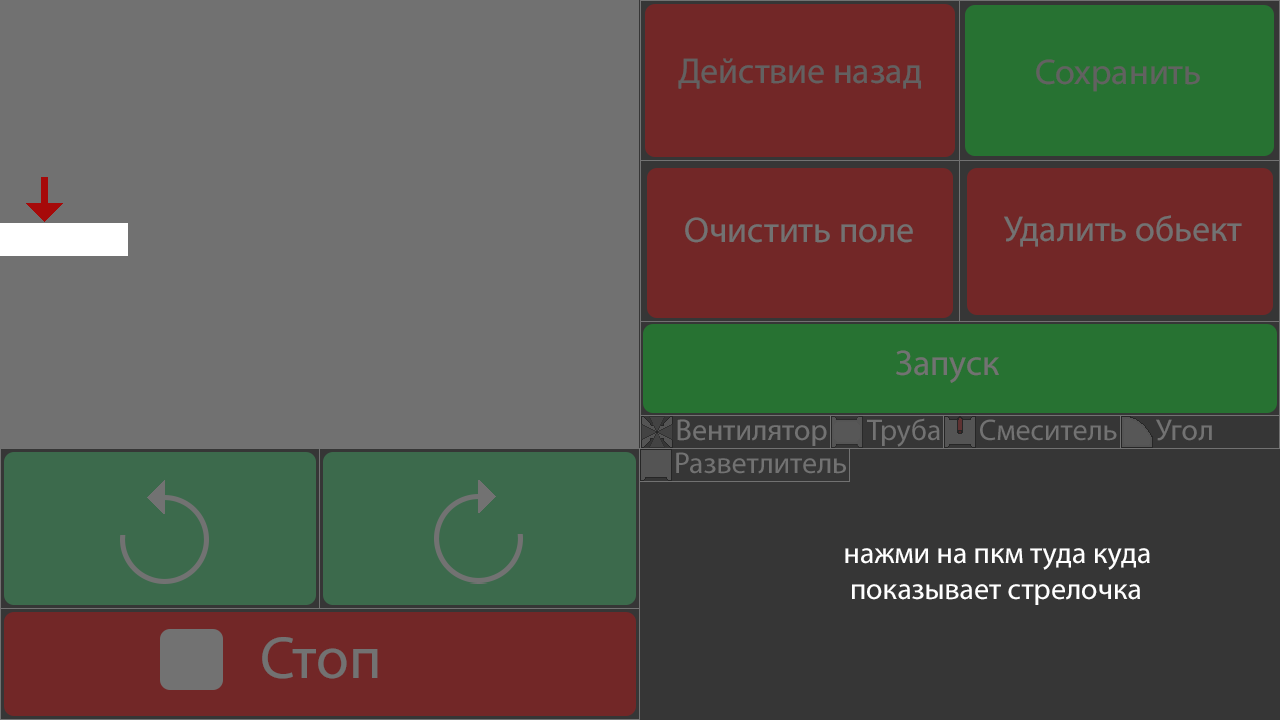 Действие назад
Сохранить
Очистить поле
Удалить обьект
Запуск
Вентилятор Труба Смеситель Угол
Разветлитель
нажми на пкм туда куда
показывает стрелочка
Стоп